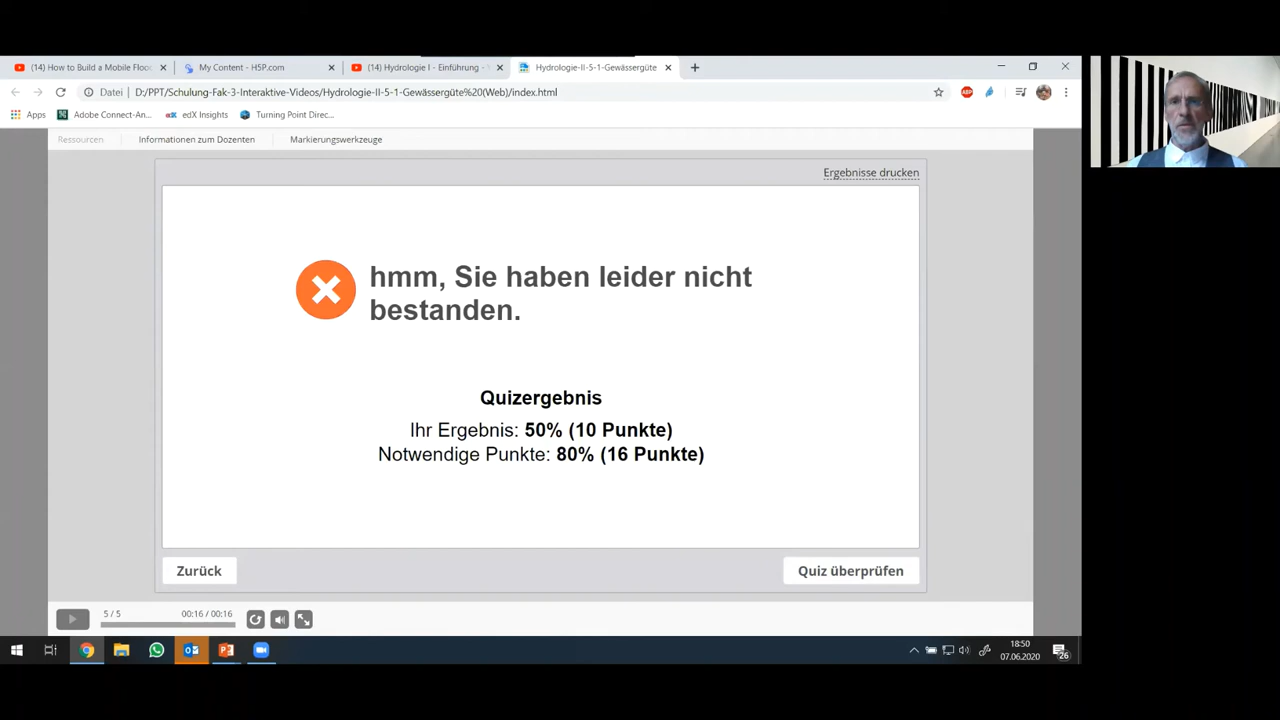 (14) How to Build a Mobile Floo
My Content - H5P.com
(14) Hydrologie I - Einführung -
Hydrologie-II-5-1-Gewässergüte
Datei
D:/PPT/Schulung-Fak-3-Interaktive-Videos/Hydrologie-II-5-1-Gewässergüte%20(Web)/index.html
ABP
Apps
Adobe Connect-An...
edX Insights
Turning Point Direc...
Ressourcen
Informationen zum Dozenten
Markierungswerkzeuge
Ergebnisse drucken
hmm, Sie haben leider nicht
bestanden.
Quizergebnis
Ihr Ergebnis: 50% (10 Punkte)
Notwendige Punkte: 80% (16 Punkte)
Zurück
Quiz überprüfen
5 / 5
00:16 / 00:16
18:50
07.06.2020
26